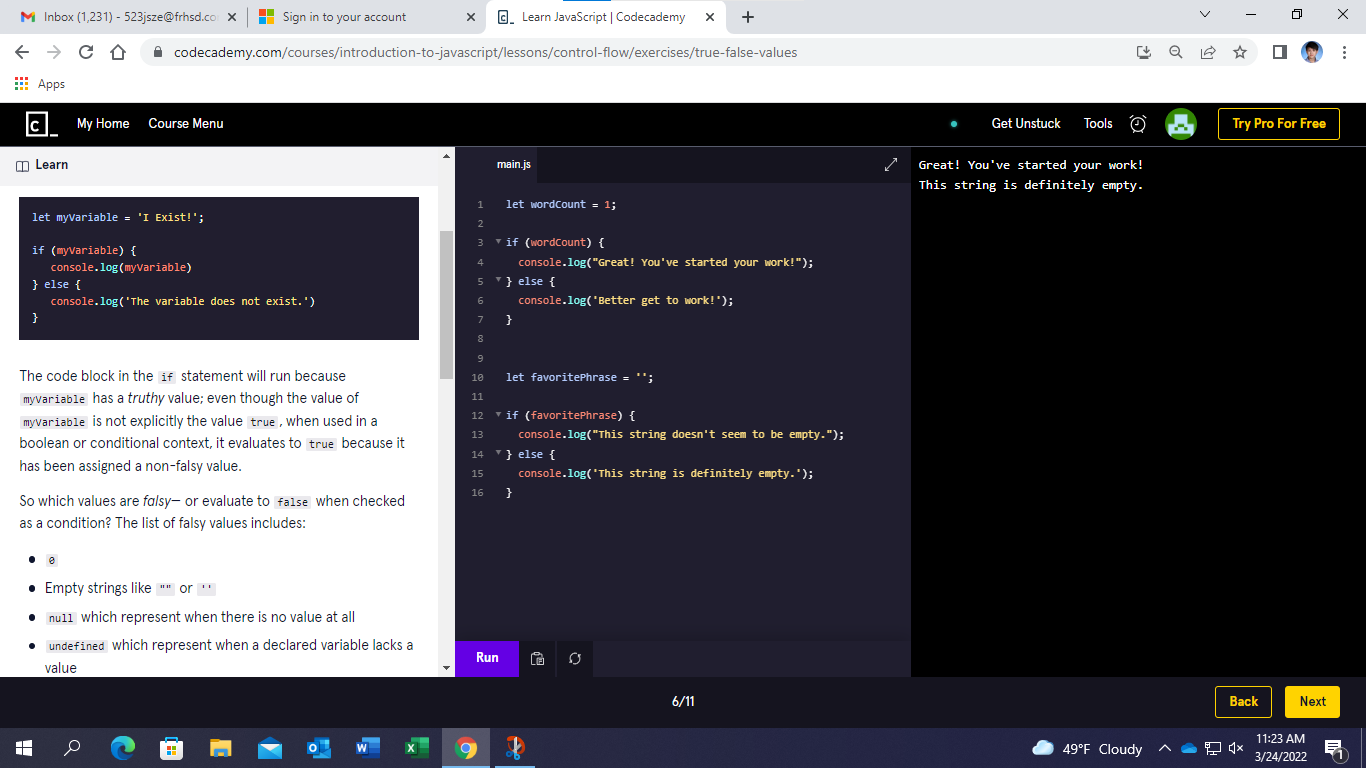 Inbox (1,231) - 523jsze@frhsd.co
Sign in to your account
Learn JavaScript | Codecademy
codecademy.com/courses/introduction-to-javascript/lessons/control-flow/exercises/true-false-values
Apps
c_
My Home
Course Menu
Get Unstuck
Tools
Try Pro For Free
Learn
let myVariable = 'I Exist!';
if (myVariable) {
console.log(myVariable)
} else {
console.log('The variable does not exist.')
}
The code block in the if statement will run because
myVariable has a truthy value; even though the value of
myVariable is not explicitly the value true, when used in a
boolean or conditional context, it evaluates to true because it
has been assigned a non-falsy value.
So which values are falsy— or evaluate to false when checked
as a condition? The list of falsy values includes:
0
Empty strings like "" or ''
null which represent when there is no value at all
undefined which represent when a declared variable lacks a
value
main.js
1 let wordCount = 1;
2
3 if (wordCount) {
4 console.log("Great! You've started your work!");
5 } else {
6 console.log('Better get to work!');
7 }
8
9
10 let favoritePhrase = '';
11
12 if (favoritePhrase) {
13 console.log("This string doesn't seem to be empty.");
14 } else {
15 console.log('This string is definitely empty.');
16 }
Run
Great! You've started your work!
This string is definitely empty.
6/11
Back
Next
49°F Cloudy
11:23 AM
3/24/2022
1